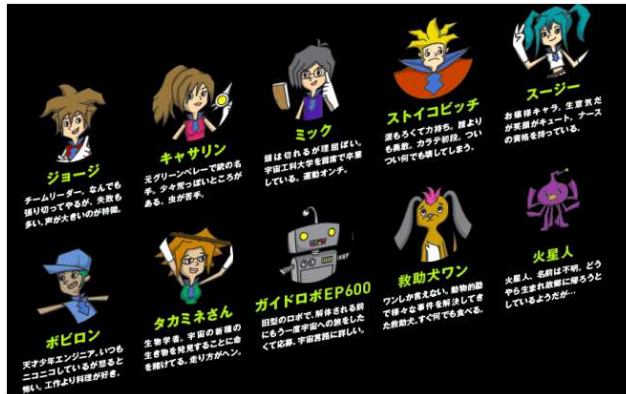 ジョージ
チームリーダー。なんでも
張り切ってやるが、失敗も
多い。声が大きいのが特徴。
キャサリン
元グリーンベレーで銃の名
手。少々荒っぽいところが
ある。虫が苦手。
ミック
頭は切れるが理屈ぽい。
宇宙工科大学を首席で卒業
している。運動オンチ。
ストイコビッチ
涙もろくて力持ち。誰より
も勇敢。カラテ初段。つい
つい何でも壊してしまう。
スージー
お嬢様キャラ。生意気だ
が笑顔がキュート。ナース
の資格を持っている。
ボビロン
天才少年エンジニア。いつも
ニコニコしているが怒ると
怖い。工作より料理が好き。
タカミネさん
生物学者。宇宙の新種の
生き物を発見することに命
を賭けてる。走り方がヘン。
ガイドロボEP600
旧型のロボで、解体される前
にもう一度宇宙への旅をした
くて応募。宇宙言語に詳しい。
救助犬ワン
ワンしか言えない。動物的勘
で様々な事件を解決してき
た救助犬。すぐ何でも食べる。
火星人
火星人、名前は不明。どう
やら生まれ故郷に帰ろうと
しているようだが…